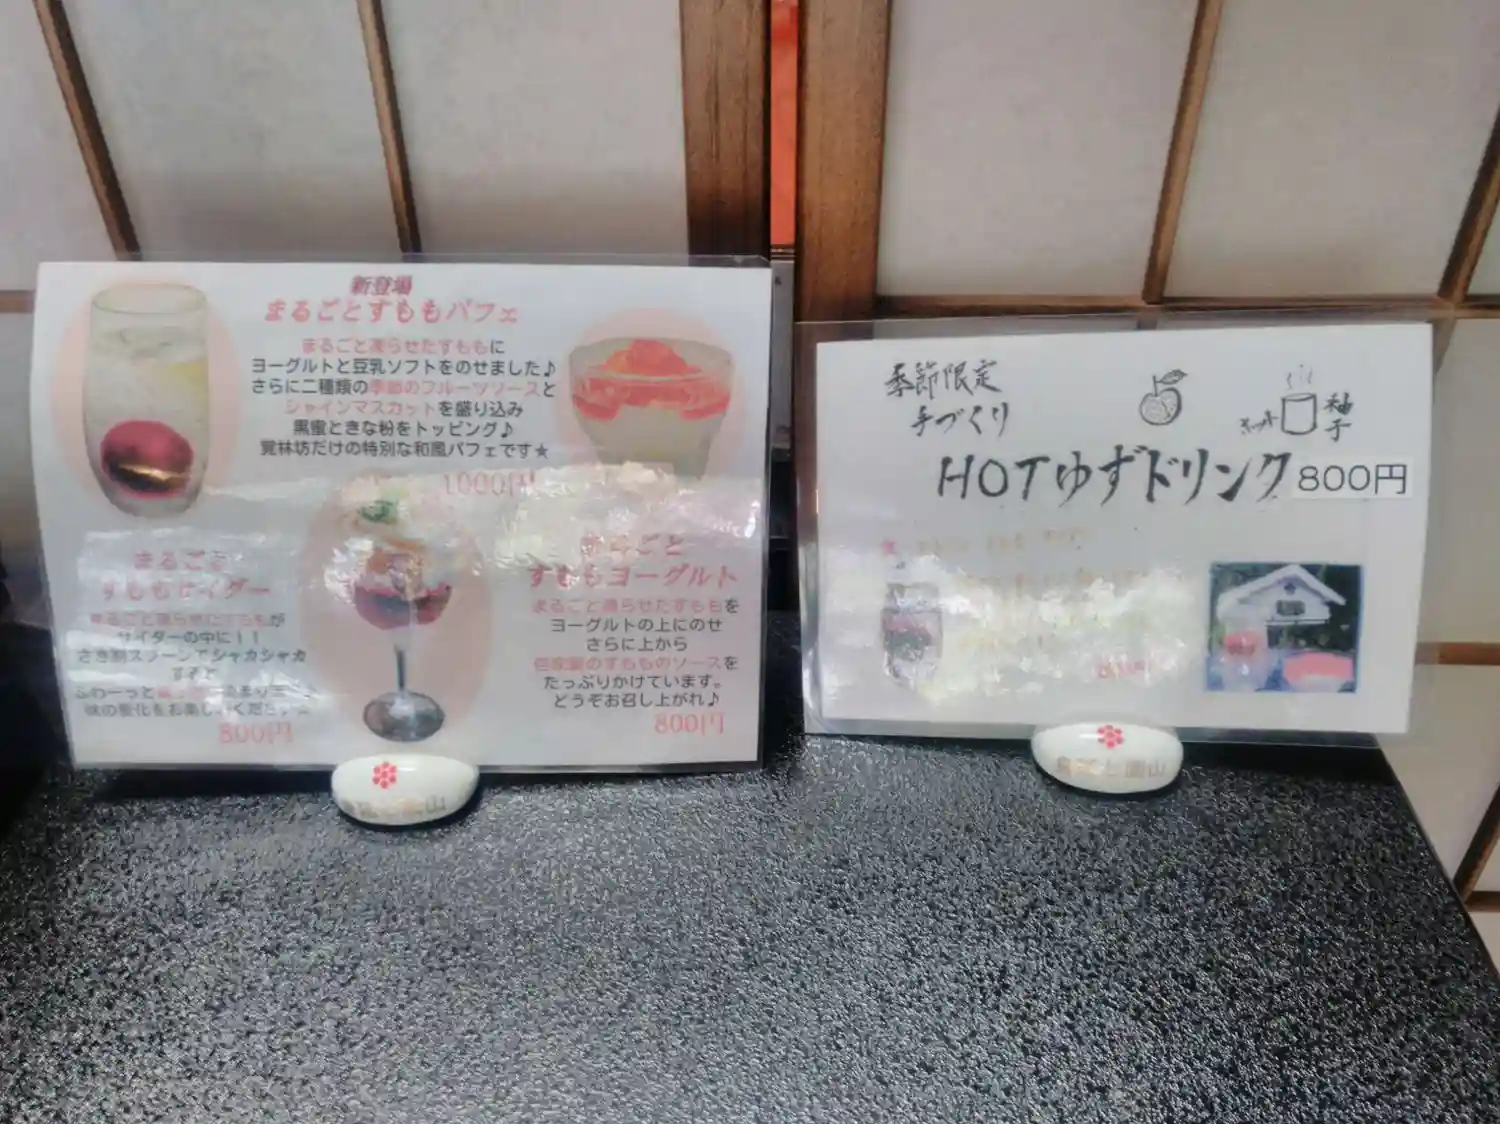 新登場
まるごとすももパフェ
まるごと凍らせたすももに
ヨーグルトと豆乳ソフトをのせました♪
さらに二種類の季節のフルーツソースと
シャインマスカットを盛り込み
黒蜜ときな粉をトッピング♪
覚林坊だけの特別な和風パフェです★
1000円
まるごと
すももサイダー
まるごと凍らせたすももが
サイダーの中に!!
さき割スプーンでシャカシャカ
すると
ふわーっと
味の変化をお楽しみください
800円
まるごと
すももヨーグルト
まるごと凍らせたすももを
ヨーグルトの上にのせ
さらに上から
自家製のすもものソースを
たっぷりかけています。
どうぞお召し上がれ♪
800円
季節限定
手づくり
柚子
HOTゆずドリンク 800円